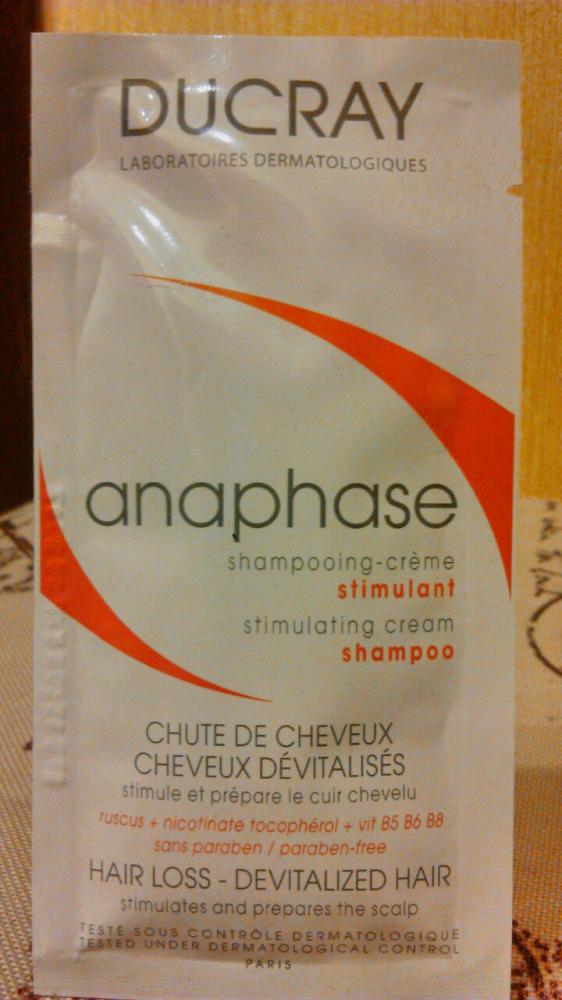 DUCRAY
LABORATOIRES DERMATOLOGIQUES
anaphase
shampooing-crème
stimulant
stimulating cream
shampoo
CHUTE DE CHEVEUX
CHEVEUX DÉVITALISÉS
stimule et prépare le cuir chevelu
ruscus + nicotinate tocophérol + vit B5 B6 B8
sans paraben / paraben-free
HAIR LOSS - DEVITALIZED HAIR
stimulates and prepares the scalp
TESTÉ SOUS CONTRÔLE DERMATOLOGIQUE
TESTED UNDER DERMATOLOGICAL CONTROL
PARIS